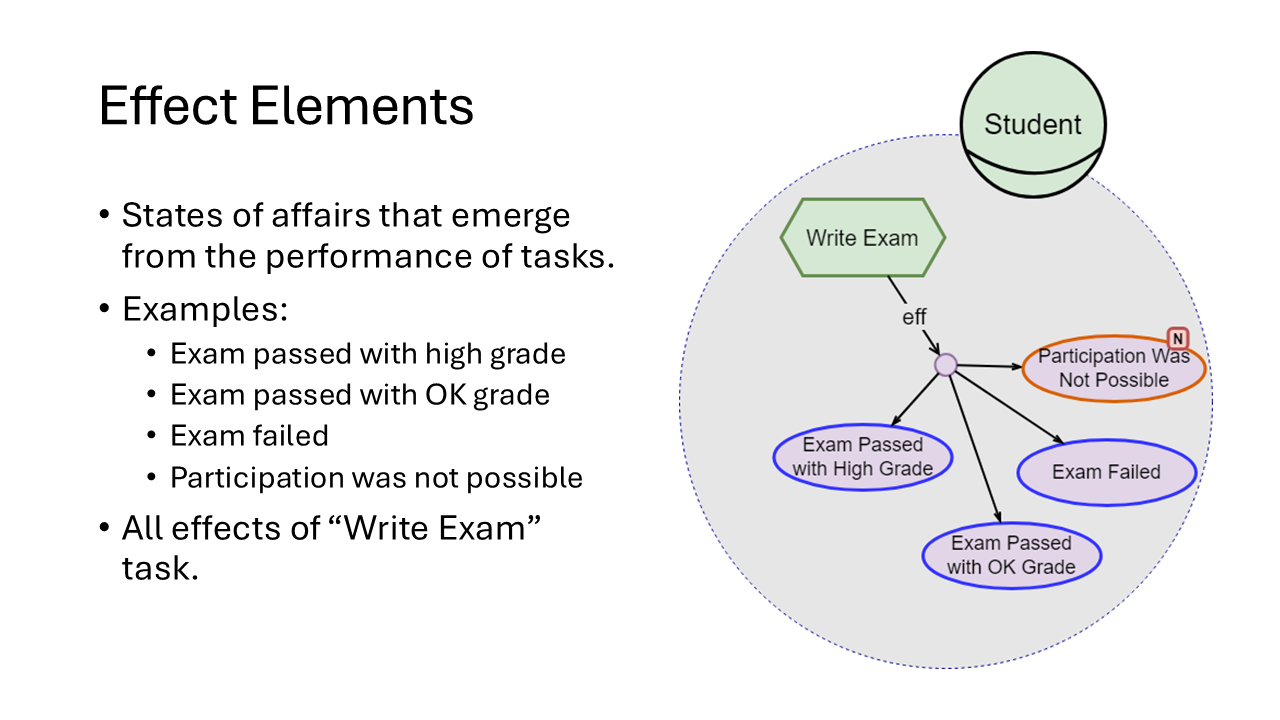 Effect Elements
• States of affairs that emerge
from the performance of tasks.
• Examples:
• Exam passed with high grade
• Exam passed with OK grade
• Exam failed
• Participation was not possible
• All effects of “Write Exam”
task.
Student
Write Exam
eff
N
Participation Was
Not Possible
Exam Passed
with High Grade
Exam Failed
Exam Passed
with OK Grade